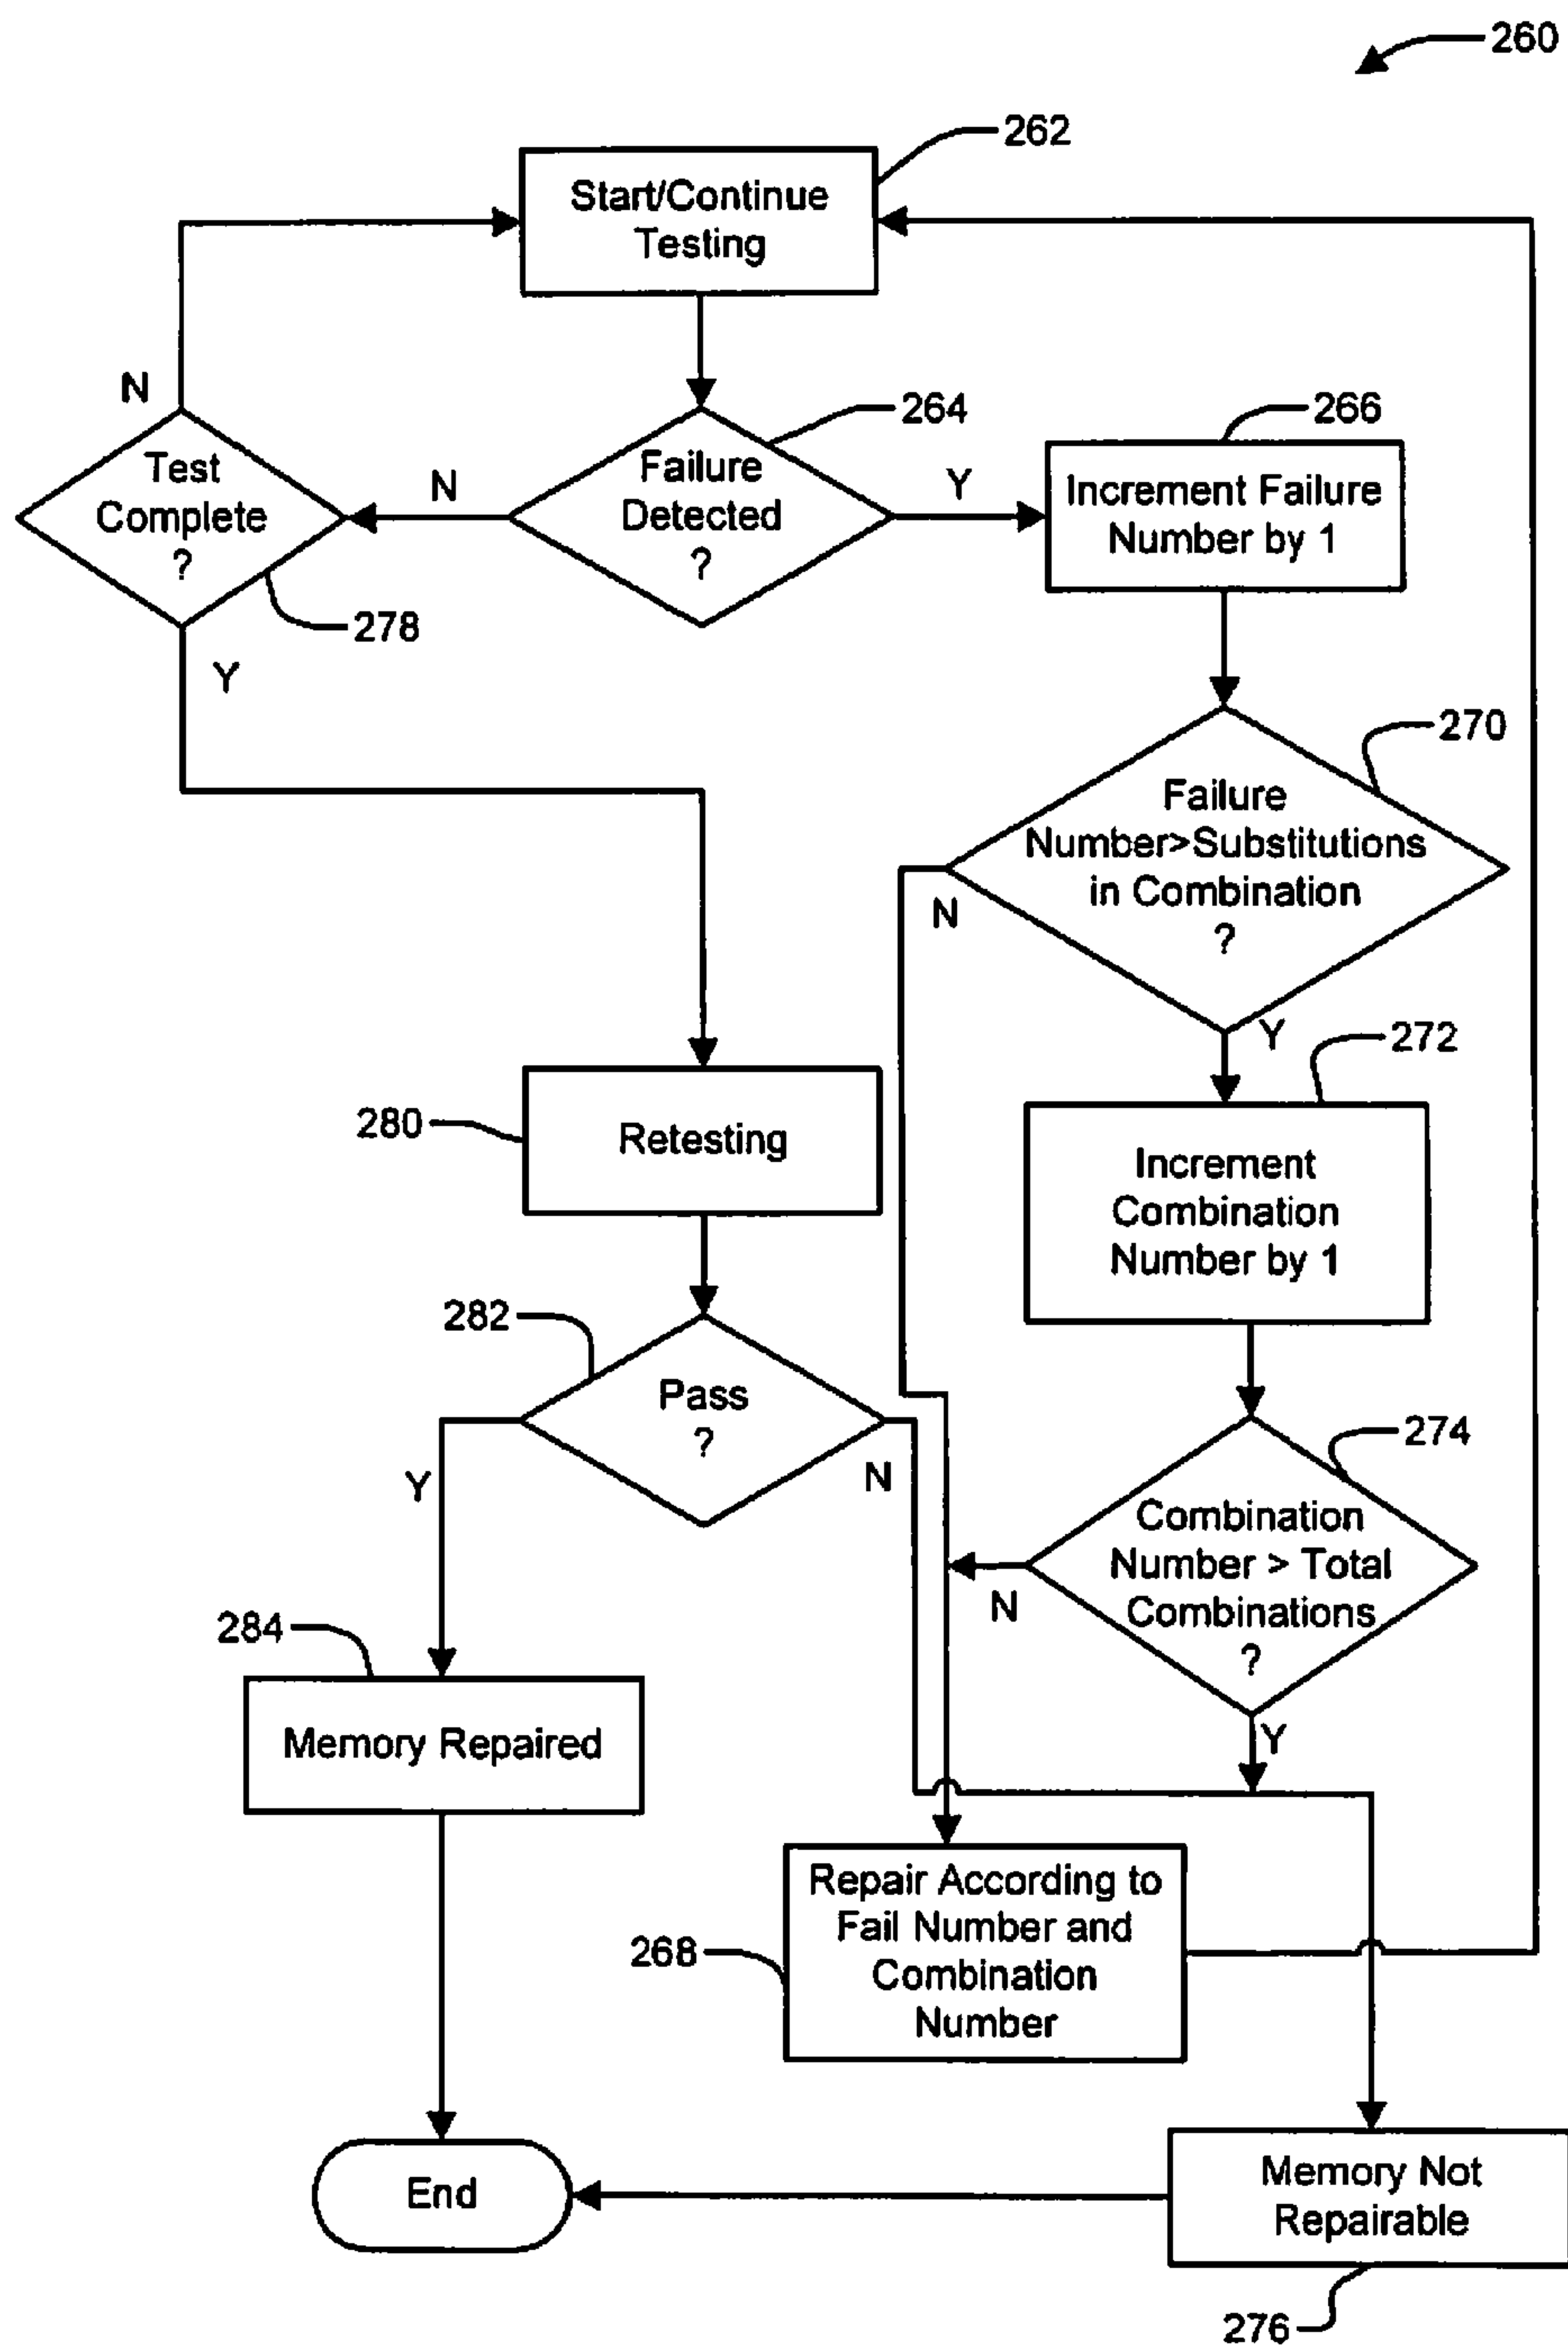 260
262
Start/Continue
Testing
N
264
266
Test
Complete
?
N
Failure
Detected
?
Y
Increment Failure
Number by 1
278
Y
270
Failure
Number>Substitutions
in Combination
?
N
Y
272
280
Retesting
Increment
Combination
Number by 1
282
Pass
?
Y
N
274
Combination
Number > Total
Combinations
?
N
Y
284
Memory Repaired
Repair According to
Fail Number and
Combination
Number
268
End
Memory Not
Repairable
276